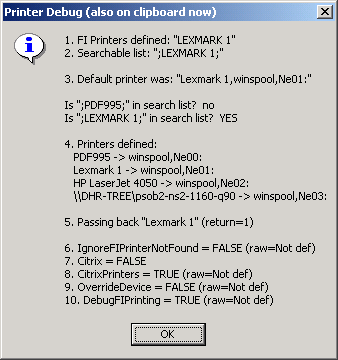 Printer Debug (also on clipboard now)
1. FI Printers defined: "LEXMARK 1"
2. Searchable list: ";LEXMARK 1;"
3. Default printer was: "Lexmark 1,winspool,Ne01:"
Is ";PDF995;" in search list?  no
Is ";LEXMARK 1;" in search list?  YES
4. Printers defined:
PDF995 -> winspool,Ne00:
Lexmark 1 -> winspool,Ne01:
HP LaserJet 4050 -> winspool,Ne02:
\\DHR-TREE\psob2-ns2-1160-q90 -> winspool,Ne03:
5. Passing back "Lexmark 1" (return=1)
6. IgnoreFIPrinterNotFound = FALSE (raw=Not def)
7. Citrix = FALSE
8. CitrixPrinters = TRUE (raw=Not def)
9. OverrideDevice = FALSE (raw=Not def)
10. DebugFIPrinting = TRUE (raw=Not def)
OK